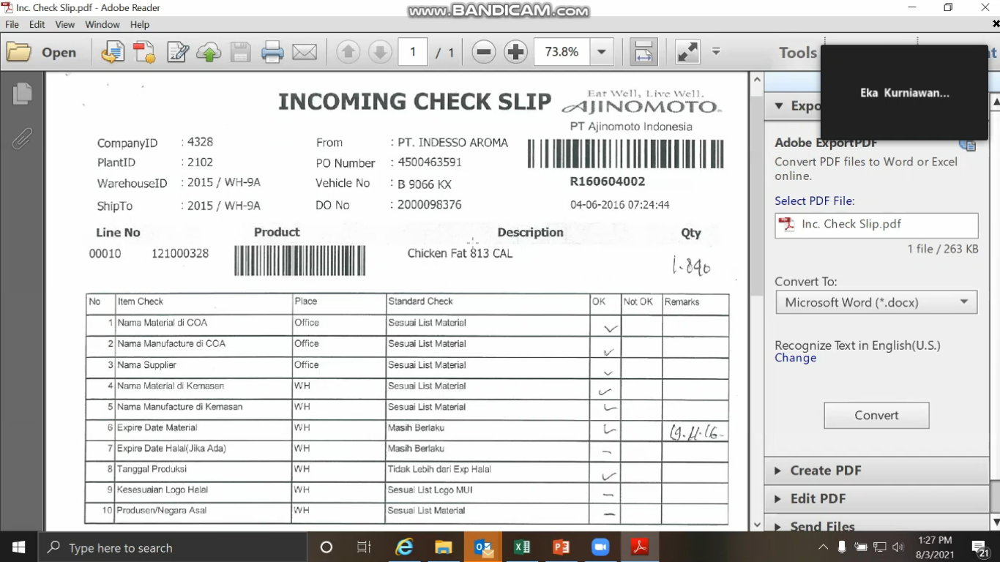 Inc. Check Slip.pdf - Adobe Reader
www.BANDICAM.com
File Edit View Window Help
Open 1 / 1 73.8% Tools
Eka Kurniawan...
INCOMING CHECK SLIP
Eat Well, Live Well.
AJINOMOTO
PT Ajinomoto Indonesia
CompanyID : 4328 From : PT. INDESSO AROMA
PlantID : 2102 PO Number : 4500463591
WarehouseID : 2015 / WH-9A Vehicle No : B 9066 KX R160604002
ShipTo : 2015 / WH-9A DO No : 2000098376 04-06-2016 07:24:44
Line No Product Description Qty
00010 121000328 Chicken Fat 813 CAL 1.890
No Item Check Place Standard Check OK Not OK Remarks
1 Nama Material di COA Office Sesuai List Material
2 Nama Manufacture di COA Office Sesuai List Material
3 Nama Supplier Office Sesuai List Material
4 Nama Material di Kemasan WH Sesuai List Material
5 Nama Manufacture di Kemasan WH Sesuai List Material
6 Expire Date Material WH Masih Berlaku
7 Expire Date Halal(Jika Ada) WH Masih Berlaku
8 Tanggal Produksi WH Tidak Lebih dari Exp Halal
9 Kesesuaian Logo Halal WH Sesuai List Logo MUI
10 Produsen/Negara Asal WH Sesuai List Material
Adobe ExportPDF
Convert PDF files to Word or Excel
online.
Select PDF File:
Inc. Check Slip.pdf
1 file / 263 KB
Convert To:
Microsoft Word (*.docx)
Recognize Text in English(U.S.)
Change
Convert
Create PDF
Edit PDF
Send Files
Type here to search
1:27 PM
8/3/2021
21